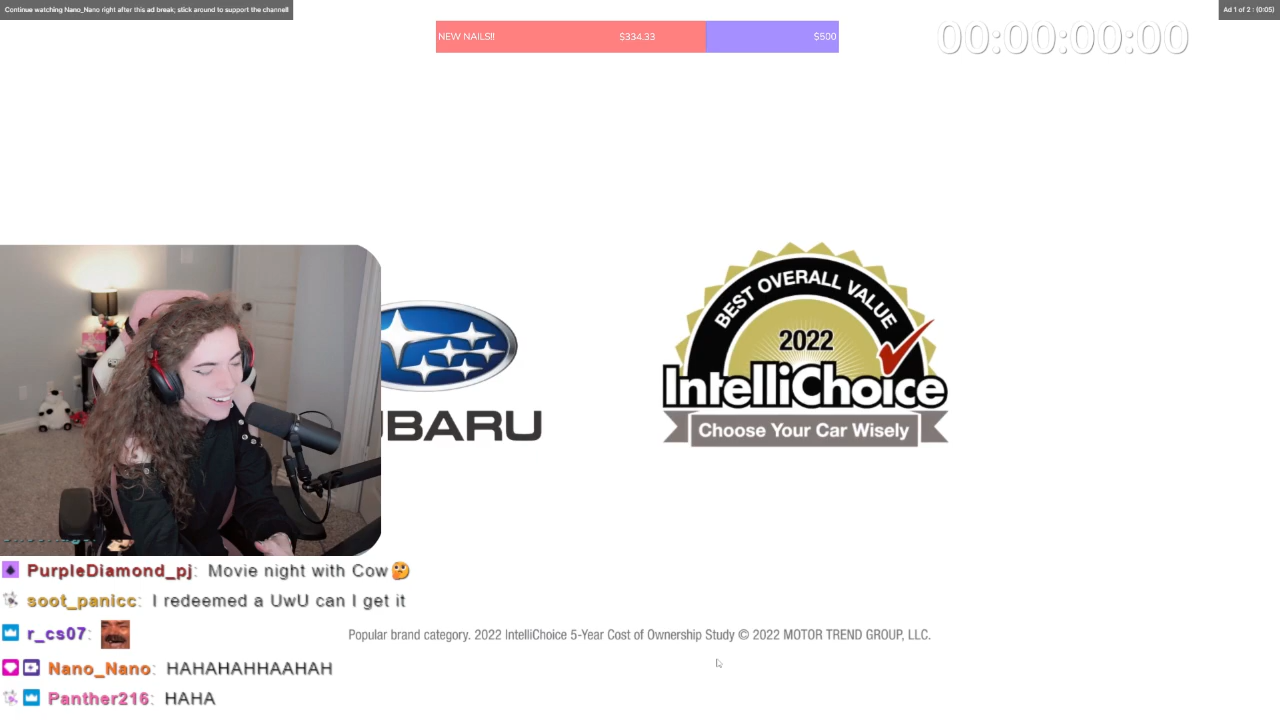 Continue watching Nano_Nano right after this ad break; stick around to support the channel!
Ad 1 of 2 : (0:05)
NEW NAILS!! $334.33 $500
00:00:00:00
BEST OVERALL VALUE
2022
IntelliChoice
Choose Your Car Wisely
UBARU
PurpleDiamond_pj: Movie night with Cow🤔
soot_panicc: I redeemed a UwU can I get it
r_cs07:
Nano_Nano: HAHAHAHHAAHAH
Panther216: HAHA
Popular brand category. 2022 IntelliChoice 5-Year Cost of Ownership Study © 2022 MOTOR TREND GROUP, LLC.